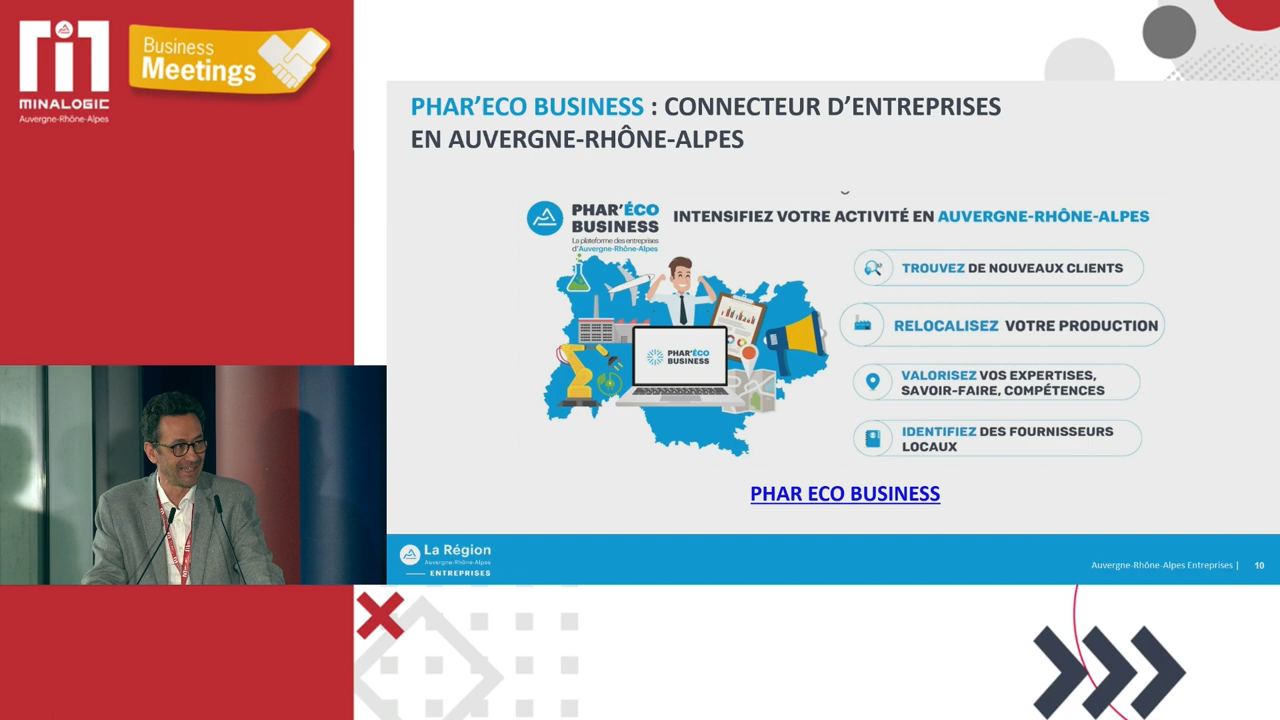 MINALOGIC
Auvergne-Rhône-Alpes
Business
Meetings
PHAR'ECO BUSINESS : CONNECTEUR D'ENTREPRISES
EN AUVERGNE-RHÔNE-ALPES
PHAR'ÉCO
BUSINESS
La plateforme des entreprises
d'Auvergne-Rhône-Alpes
INTENSIFIEZ VOTRE ACTIVITÉ EN AUVERGNE-RHÔNE-ALPES
TROUVEZ DE NOUVEAUX CLIENTS
RELOCALISEZ VOTRE PRODUCTION
VALORISEZ VOS EXPERTISES,
SAVOIR-FAIRE, COMPÉTENCES
IDENTIFIEZ DES FOURNISSEURS
LOCAUX
PHAR'ÉCO
BUSINESS
PHAR ECO BUSINESS
La Région
Auvergne-Rhône-Alpes
ENTREPRISES
Auvergne-Rhône-Alpes Entreprises | 10